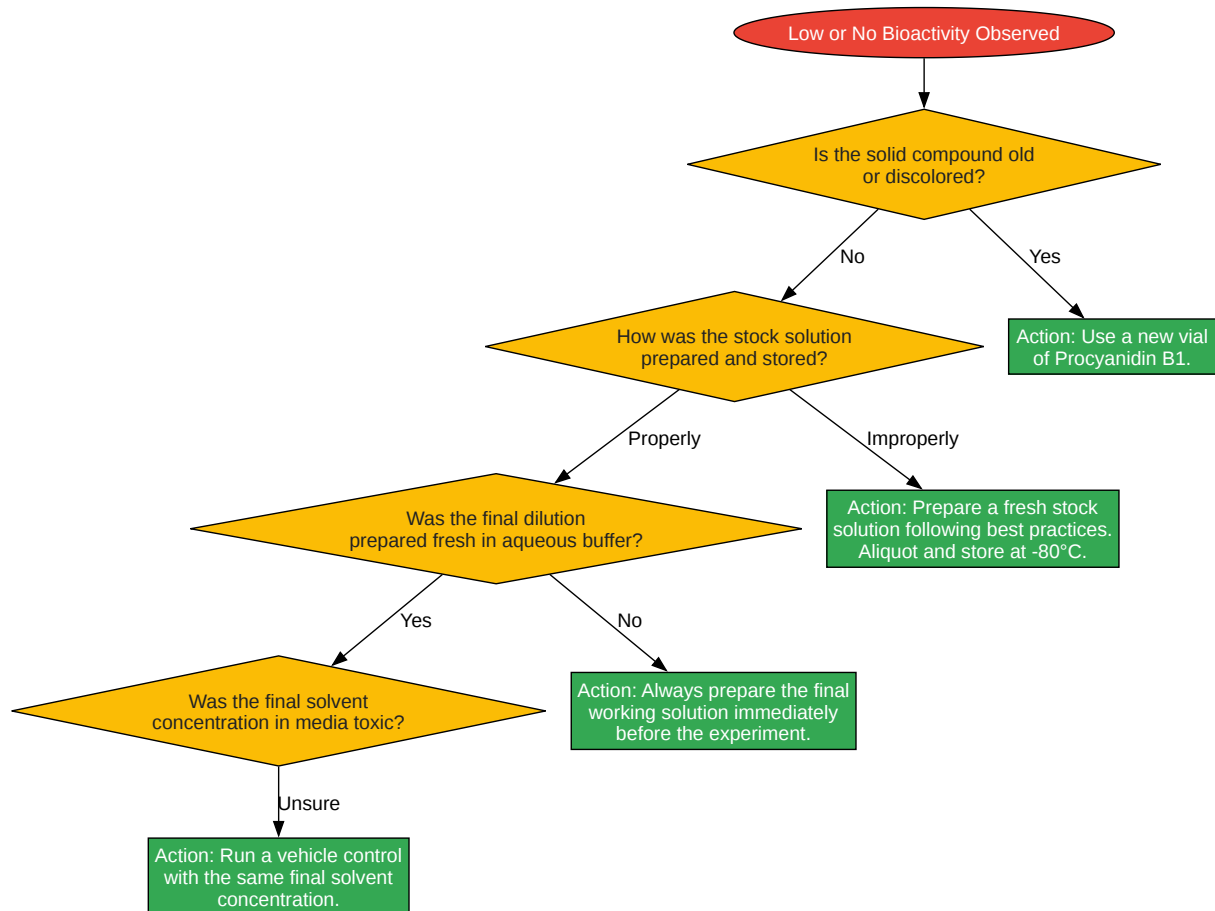 Low or No Bioactivity Observed
Is the solid compound old
or discolored?
No
Yes
How was the stock solution
prepared and stored?
Action: Use a new vial
of Procyanidin B1.
Properly
Improperly
Was the final dilution
prepared fresh in aqueous buffer?
Action: Prepare a fresh stock
solution following best practices.
Aliquot and store at -80°C.
Yes
No
Was the final solvent
concentration in media toxic?
Action: Always prepare the final
working solution immediately
before the experiment.
Unsure
Action: Run a vehicle control
with the same final solvent
concentration.